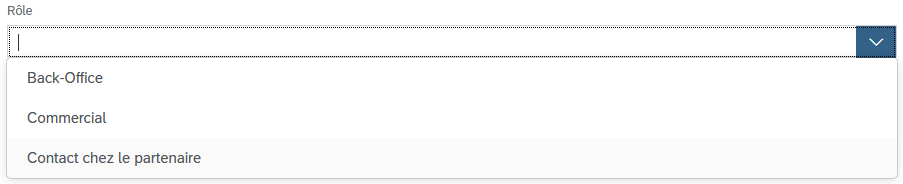 Rôle
Back-Office
Commercial
Contact chez le partenaire